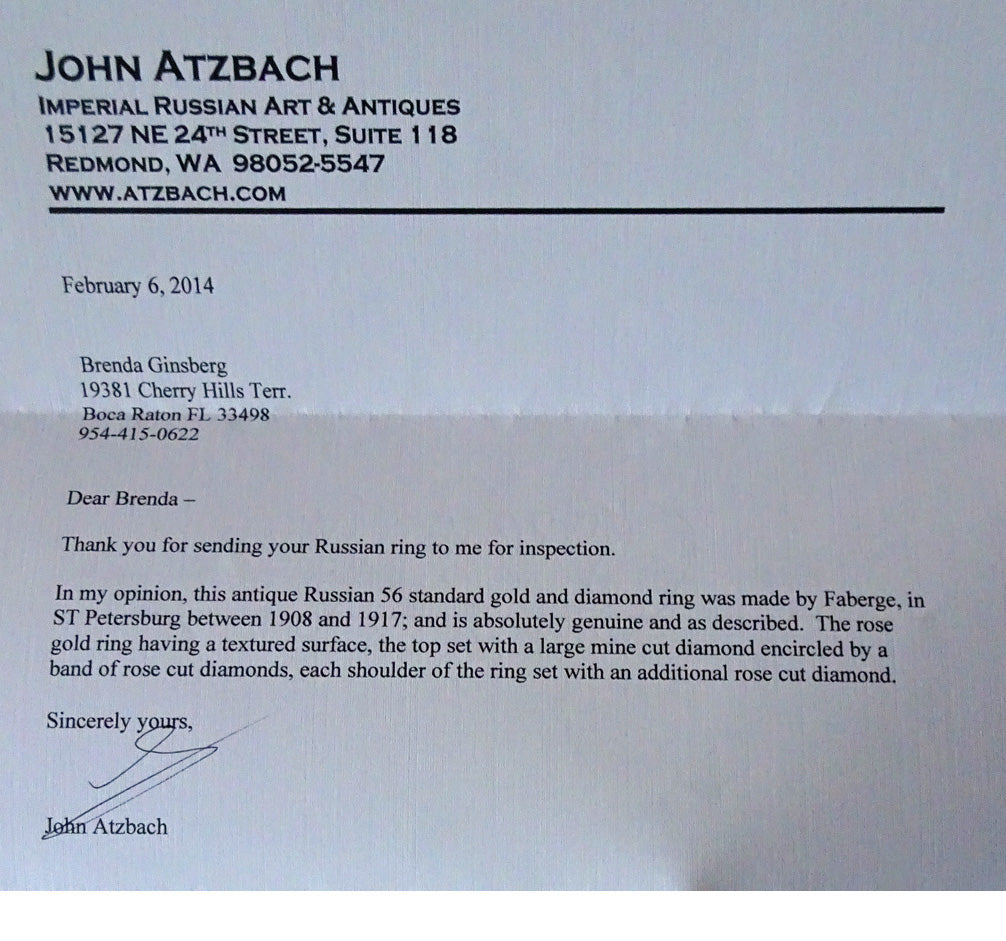 JOHN ATZBACH
IMPERIAL RUSSIAN ART & ANTIQUES
15127 NE 24TH STREET, SUITE 118
REDMOND, WA 98052-5547
WWW.ATZBACH.COM
February 6, 2014
Brenda Ginsberg
19381 Cherry Hills Terr.
Boca Raton FL 33498
954-415-0622
Dear Brenda –
Thank you for sending your Russian ring to me for inspection.
In my opinion, this antique Russian 56 standard gold and diamond ring was made by Faberge, in
ST Petersburg between 1908 and 1917; and is absolutely genuine and as described. The rose
gold ring having a textured surface, the top set with a large mine cut diamond encircled by a
band of rose cut diamonds, each shoulder of the ring set with an additional rose cut diamond.
Sincerely yours,
John Atzbach